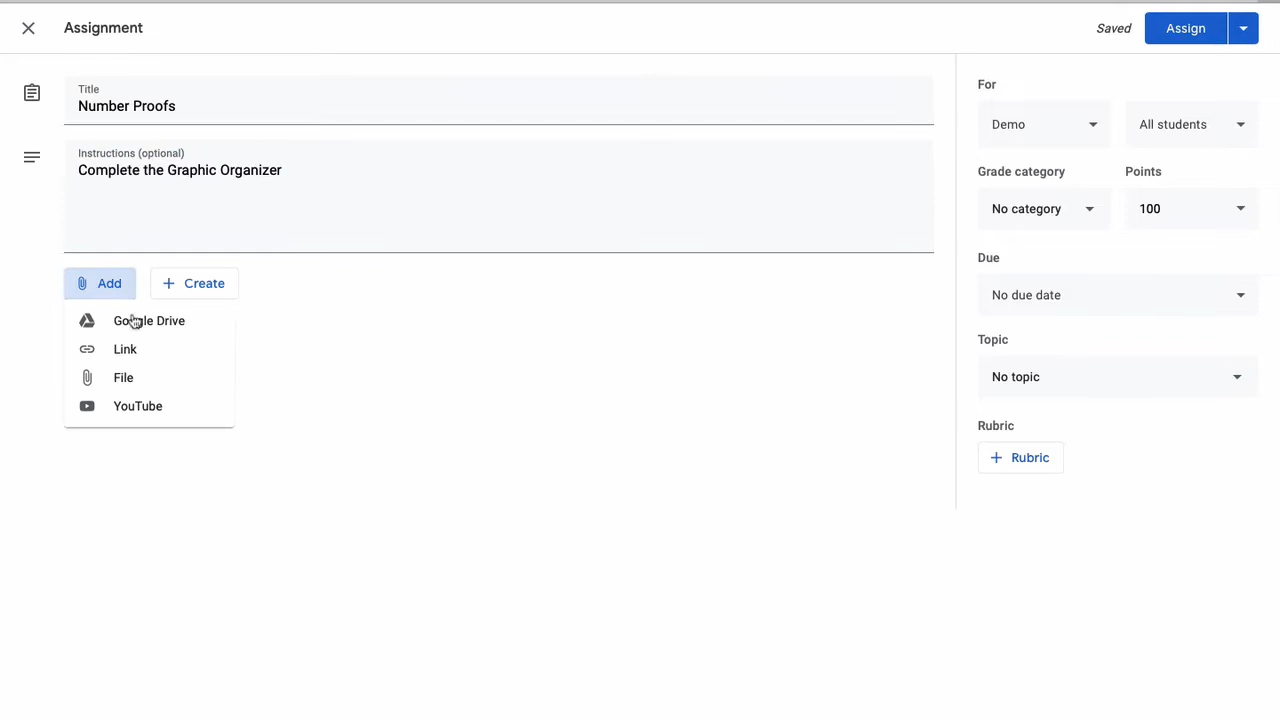 Assignment
Saved
Assign
Title
Number Proofs
Instructions (optional)
Complete the Graphic Organizer
Add
Create
Google Drive
Link
File
YouTube
For
Demo
All students
Grade category
Points
No category
100
Due
No due date
Topic
No topic
Rubric
Rubric